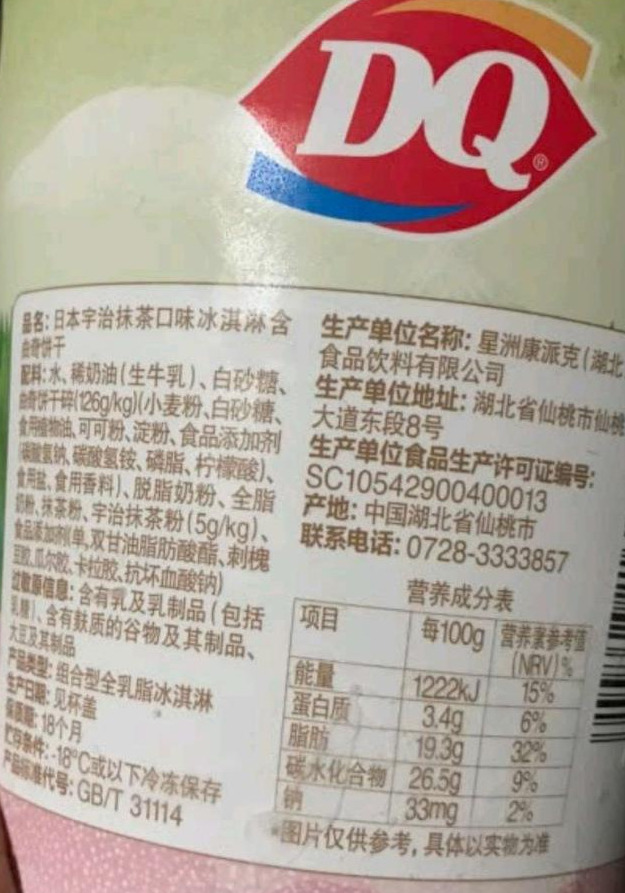 DQ
®
品名: 日本宇治抹茶口味冰淇淋含
曲奇饼干
配料: 水、稀奶油(生牛乳)、白砂糖、
曲奇饼干碎(126g/kg)(小麦粉、白砂糖、
食用植物油、可可粉、淀粉、食品添加剂
(碳酸氢钠、碳酸氢铵、磷脂、柠檬酸)、
食用盐、食用香料)、脱脂奶粉、全脂
奶粉、抹茶粉、宇治抹茶粉(5g/kg)、
食品添加剂(单,双甘油脂肪酸酯、刺槐
豆胶、瓜尔胶、卡拉胶、抗坏血酸钠)
过敏原信息: 含有乳及乳制品(包括
乳糖)、含有麸质的谷物及其制品、
大豆及其制品
产品类型: 组合型全乳脂冰淇淋
生产日期: 见杯盖
保质期: 18个月
贮存条件: -18°C或以下冷冻保存
产品标准代号: GB/T 31114
生产单位名称: 星洲康派克(湖北
食品饮料有限公司
生产单位地址: 湖北省仙桃市仙桃
大道东段8号
生产单位食品生产许可证编号:
SC10542900400013
产地: 中国湖北省仙桃市
联系电话: 0728-3333857
营养成分表
项目 每100g 营养素参考值(NRV)%
能量 1222kJ 15%
蛋白质 3.4g 6%
脂肪 19.3g 32%
碳水化合物 26.5g 9%
钠 33mg 2%
*图片仅供参考, 具体以实物为准